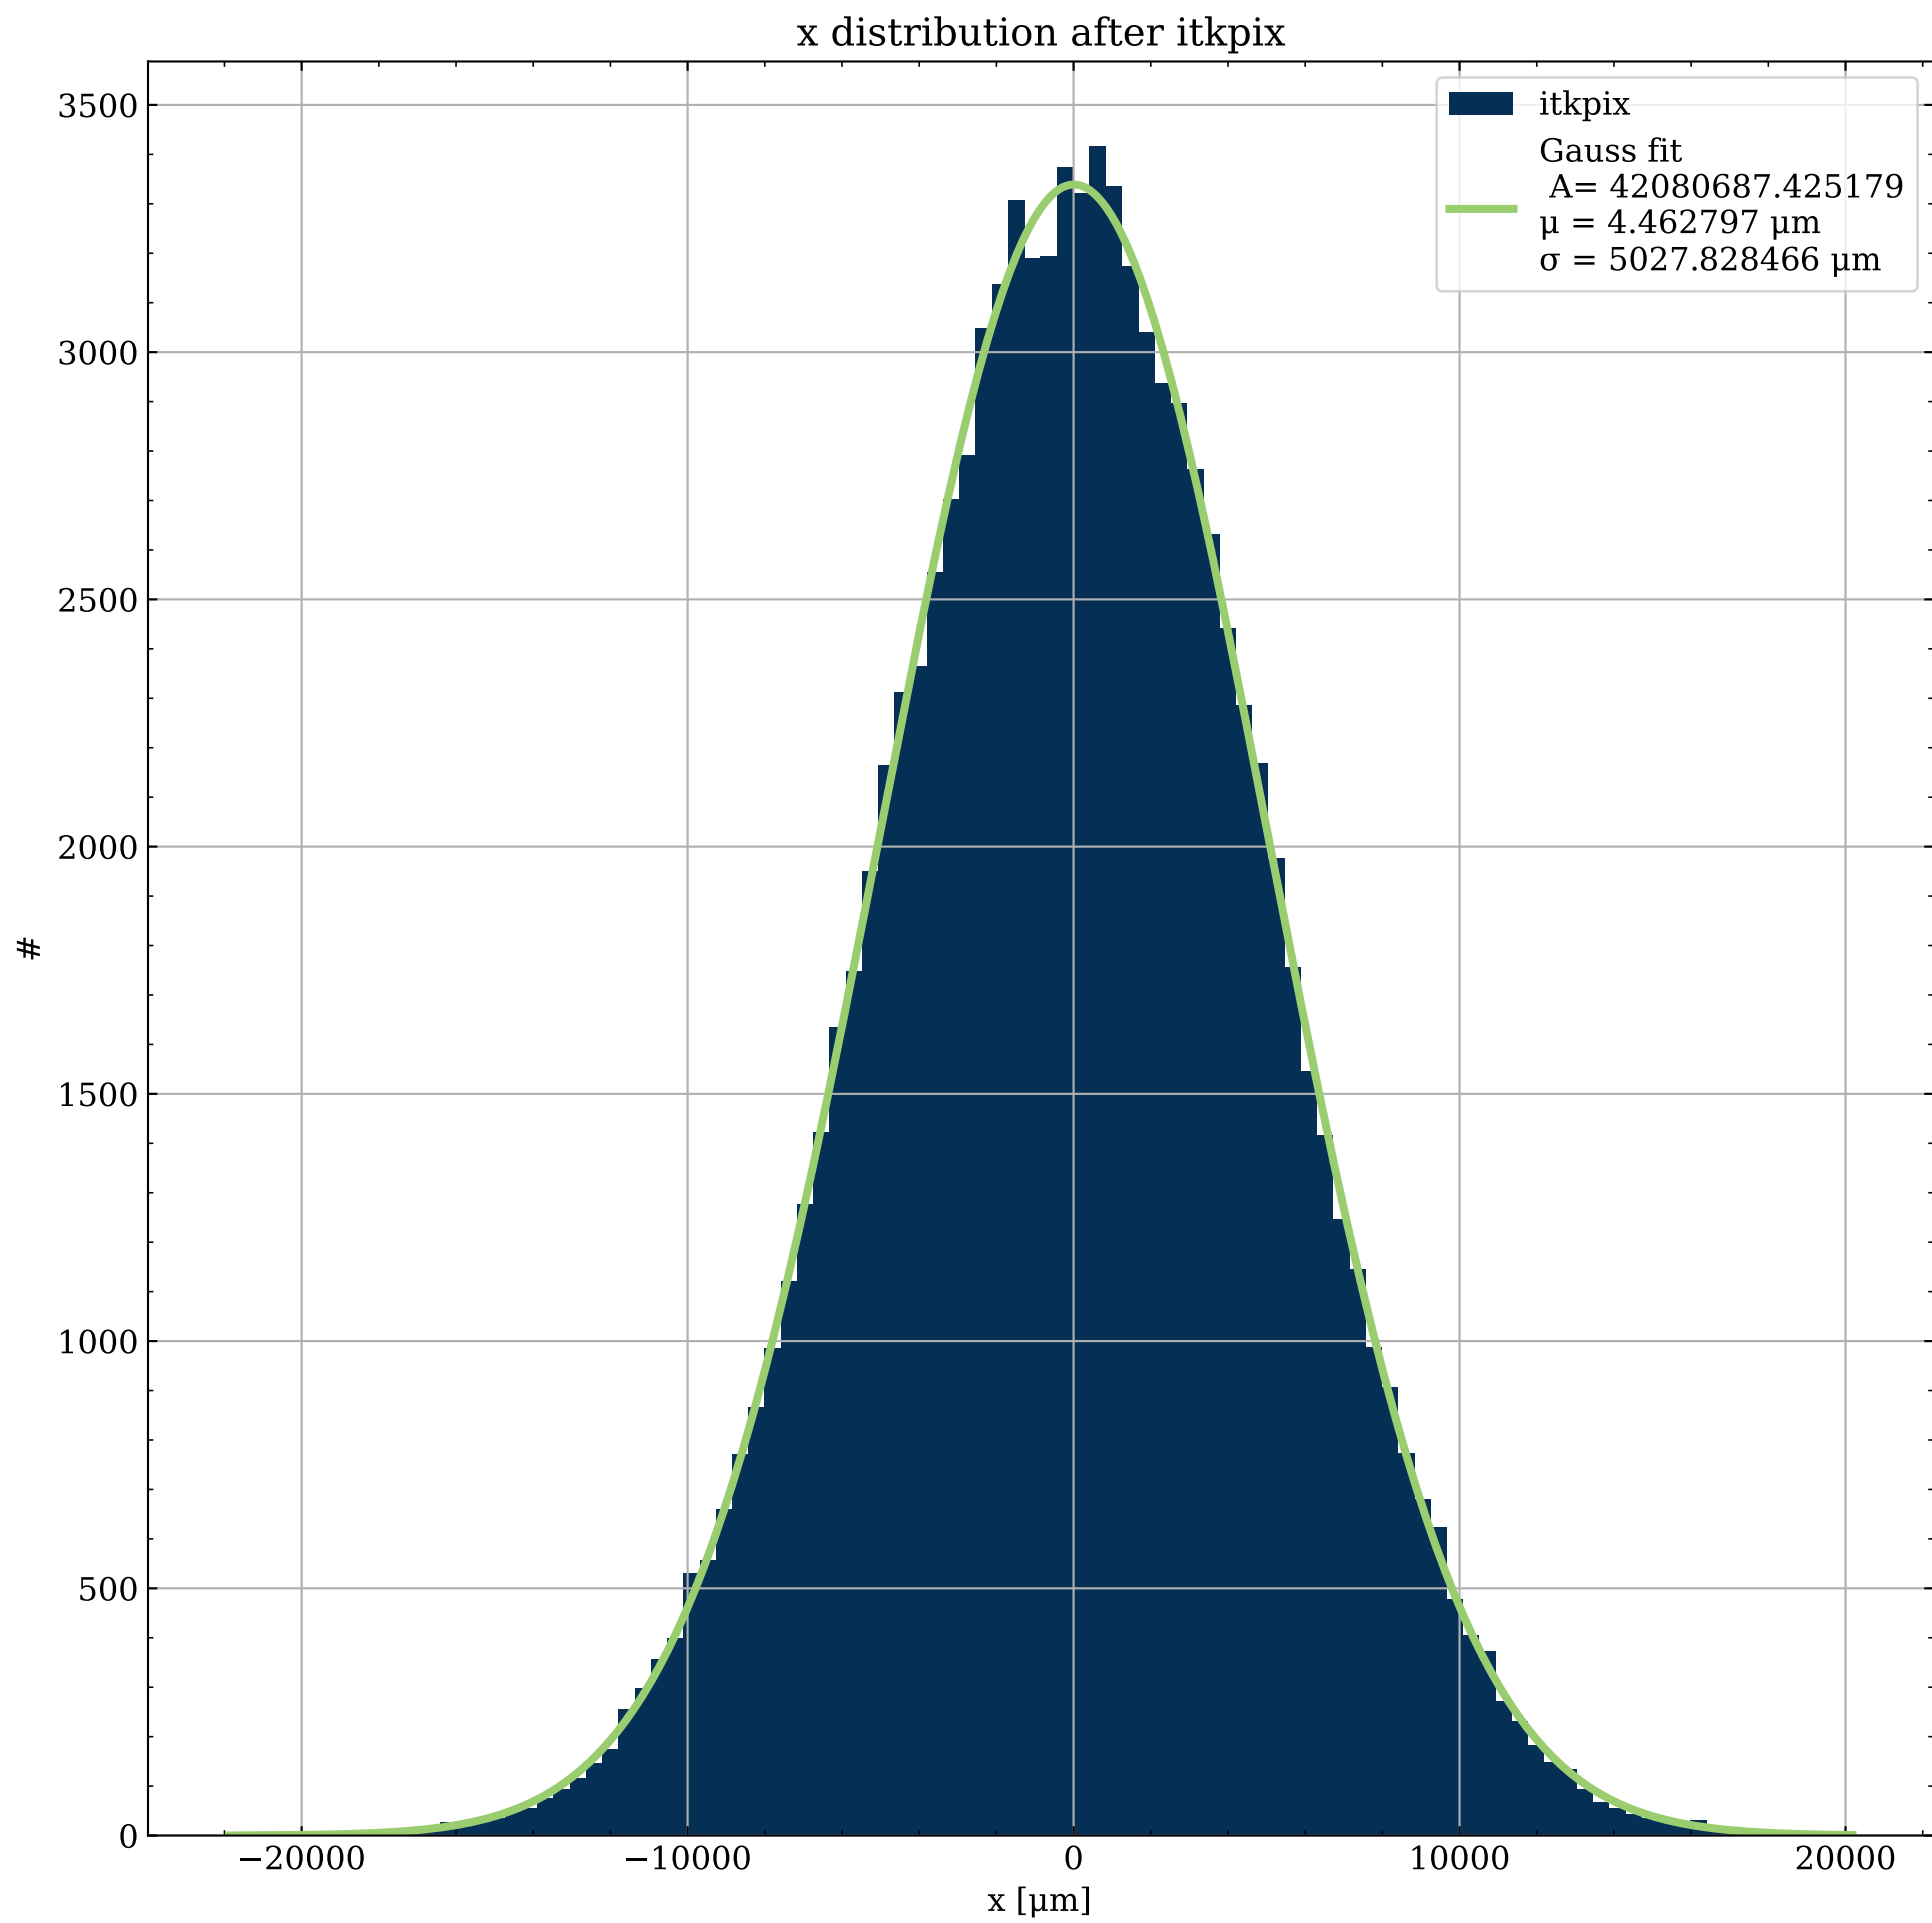 x distribution after itkpix
itkpix
Gauss fit
A= 42080687.425179
μ = 4.462797 μm
σ = 5027.828466 μm
3500
3000
2500
2000
1500
1000
500
0
#
−20000
−10000
0
10000
20000
x [μm]